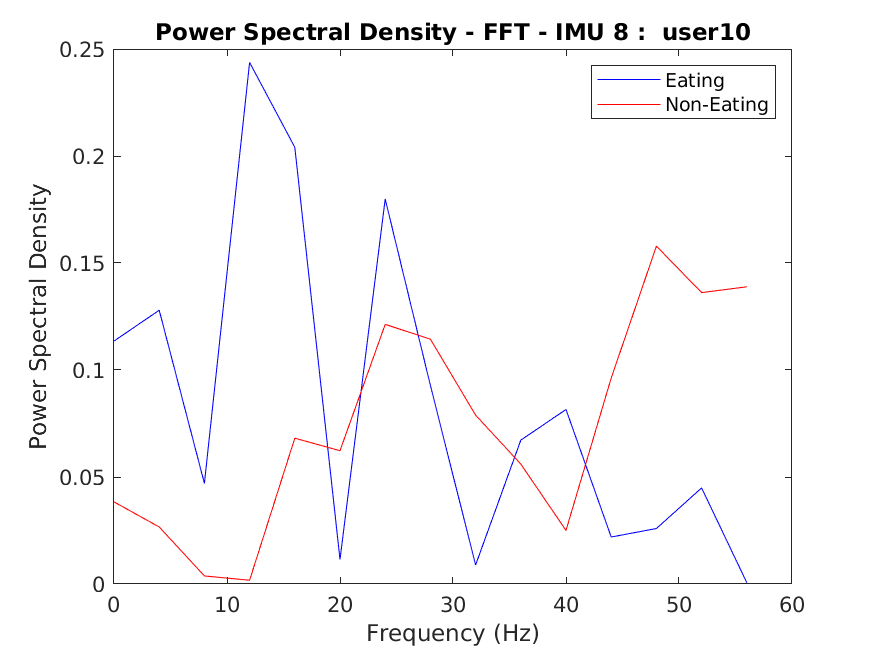 Power Spectral Density - FFT - IMU 8 :  user10
Eating
Non-Eating
0.25
0.2
0.15
0.1
0.05
0
Power Spectral Density
0 10 20 30 40 50 60
Frequency (Hz)